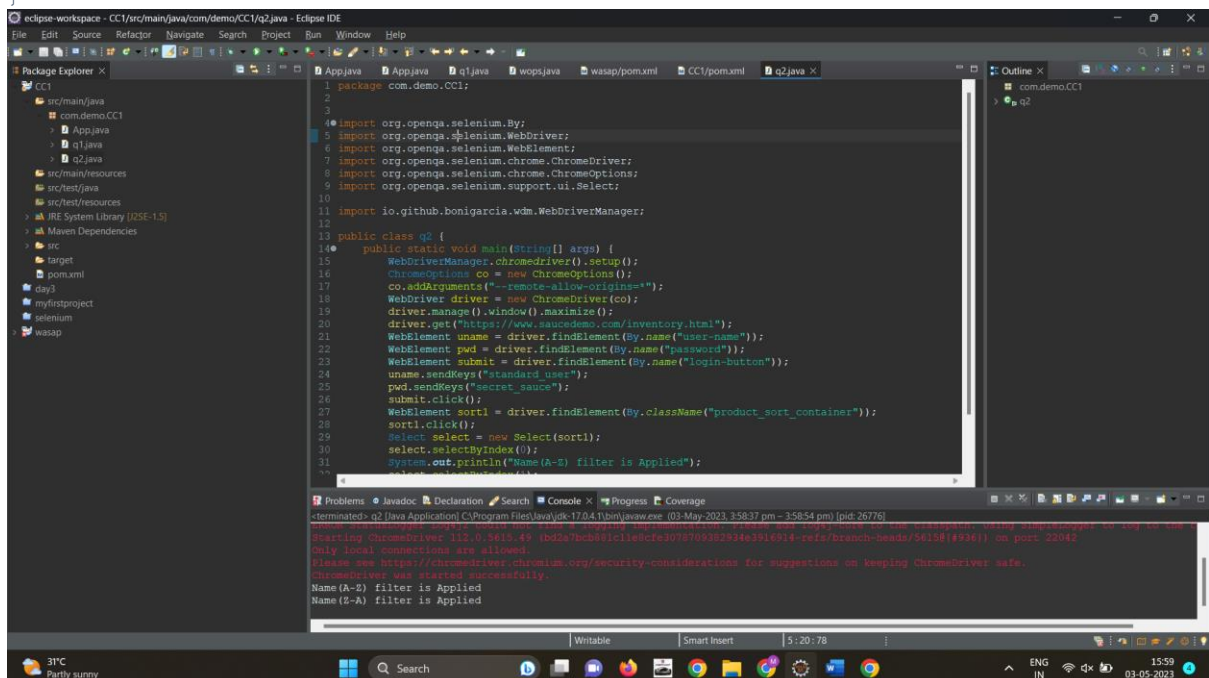 }
eclipse-workspace - CC1/src/main/java/com/demo/CC1/q2.java - Eclipse IDE
File Edit Source Refactor Navigate Search Project Run Window Help
Package Explorer
App.java App.java q1.java wops.java wasap/pom.xml CC1/pom.xml q2.java
Outline
CC1
src/main/java
com.demo.CC1
App.java
q1.java
q2.java
src/main/resources
src/test/java
src/test/resources
JRE System Library [J2SE-1.5]
Maven Dependencies
src
target
pom.xml
day3
myfirstproject
selenium
wasap
1 package com.demo.CC1;
2
3
4 import org.openqa.selenium.By;
5 import org.openqa.selenium.WebDriver;
6 import org.openqa.selenium.WebElement;
7 import org.openqa.selenium.chrome.ChromeDriver;
8 import org.openqa.selenium.chrome.ChromeOptions;
9 import org.openqa.selenium.support.ui.Select;
10
11 import io.github.bonigarcia.wdm.WebDriverManager;
12
13 public class q2 {
14 public static void main(String[] args) {
15 WebDriverManager.chromedriver().setup();
16 ChromeOptions co = new ChromeOptions();
17 co.addArguments("--remote-allow-origins=*");
18 WebDriver driver = new ChromeDriver(co);
19 driver.manage().window().maximize();
20 driver.get("https://www.saucedemo.com/inventory.html");
21 WebElement uname = driver.findElement(By.name("user-name"));
22 WebElement pwd = driver.findElement(By.name("password"));
23 WebElement submit = driver.findElement(By.name("login-button"));
24 uname.sendKeys("standard_user");
25 pwd.sendKeys("secret_sauce");
26 submit.click();
27 WebElement sort1 = driver.findElement(By.className("product_sort_container"));
28 sort1.click();
29 Select select = new Select(sort1);
30 select.selectByIndex(0);
31 System.out.println("Name(A-Z) filter is Applied");
com.demo.CC1
q2
Problems Javadoc Declaration Search Console Progress Coverage
<terminated> q2 [Java Application] C:\Program Files\Java\jdk-17.0.4.1\bin\javaw.exe (03-May-2023, 3:58:37 pm – 3:58:54 pm) [pid: 26776]
Starting ChromeDriver 112.0.5615.49 on port 22042
Only local connections are allowed.
Please see https://chromedriver.chromium.org/security-considerations for suggestions on keeping ChromeDriver safe.
ChromeDriver was started successfully.
Name(A-Z) filter is Applied
Name(Z-A) filter is Applied
Writable Smart Insert 5 : 20 : 78
31°C
Partly sunny
Search
ENG
IN
15:59
03-05-2023
4